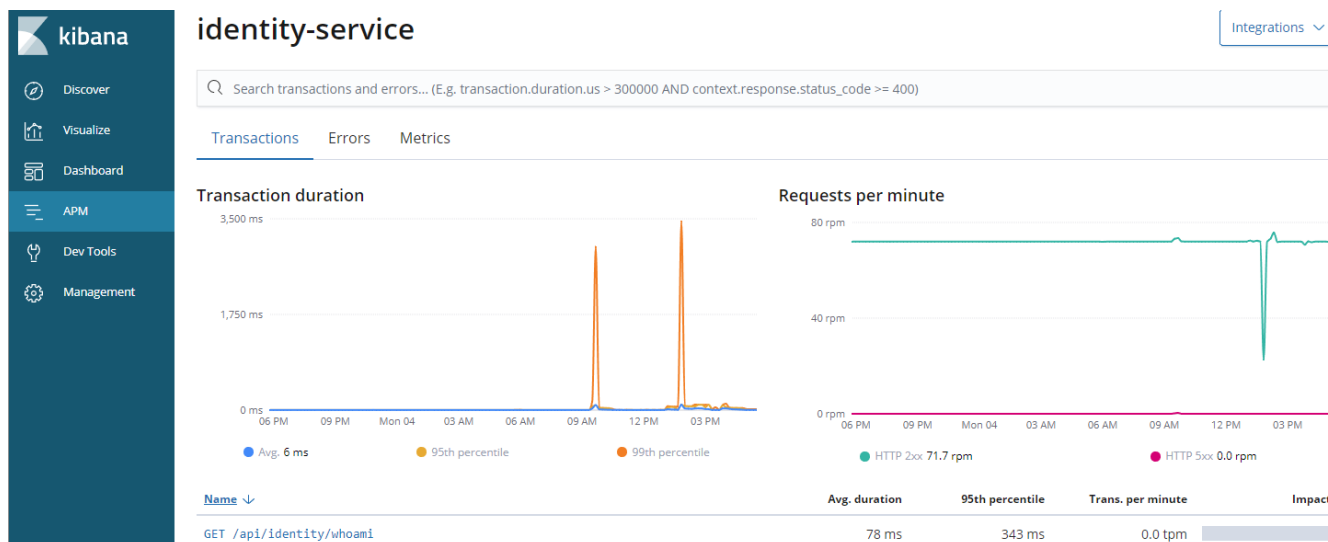 kibana
Discover
Visualize
Dashboard
APM
Dev Tools
Management
identity-service
Integrations
Search transactions and errors... (E.g. transaction.duration.us > 300000 AND context.response.status_code >= 400)
Transactions Errors Metrics
Transaction duration
3,500 ms
1,750 ms
0 ms
06 PM 09 PM Mon 04 03 AM 06 AM 09 AM 12 PM 03 PM
Avg. 6 ms 95th percentile 99th percentile
Requests per minute
80 rpm
40 rpm
0 rpm
06 PM 09 PM Mon 04 03 AM 06 AM 09 AM 12 PM 03 PM
HTTP 2xx 71.7 rpm HTTP 5xx 0.0 rpm
Name Avg. duration 95th percentile Trans. per minute Impact
GET /api/identity/whoami 78 ms 343 ms 0.0 tpm